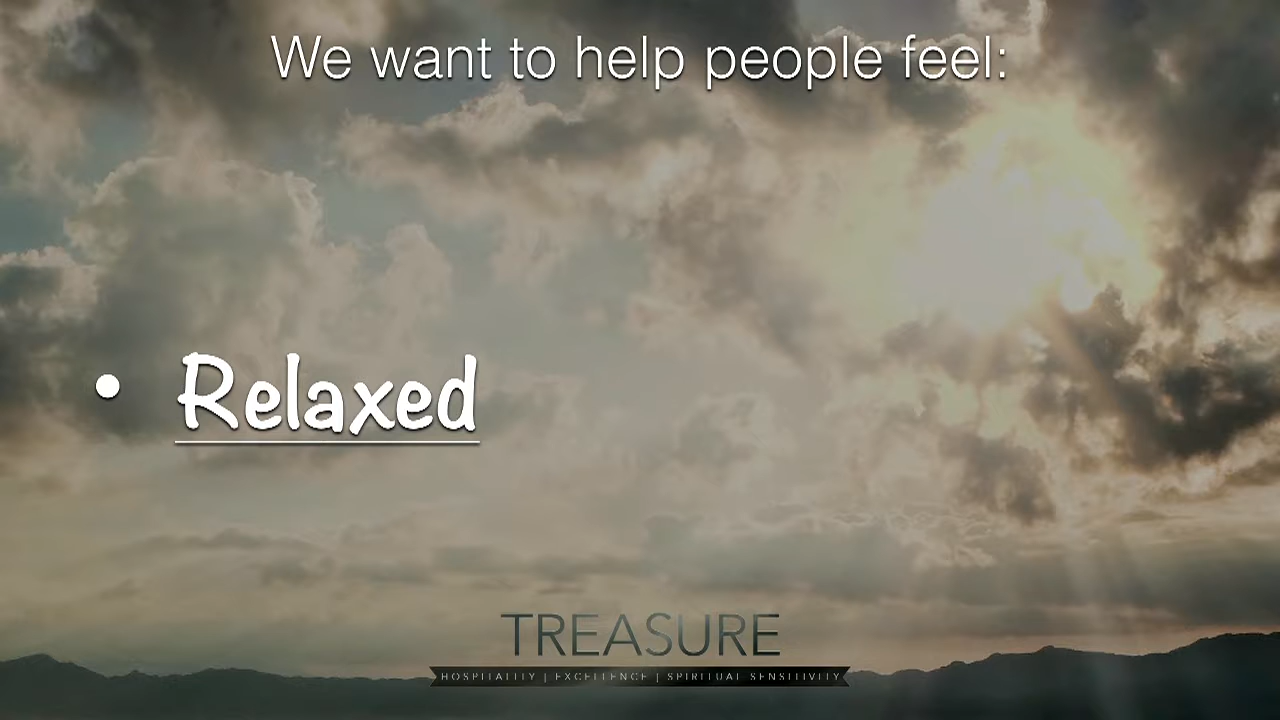 We want to help people feel:
• Relaxed
TREASURE
HOSPITALITY | EXCELLENCE | SPIRITUAL SENSITIVITY